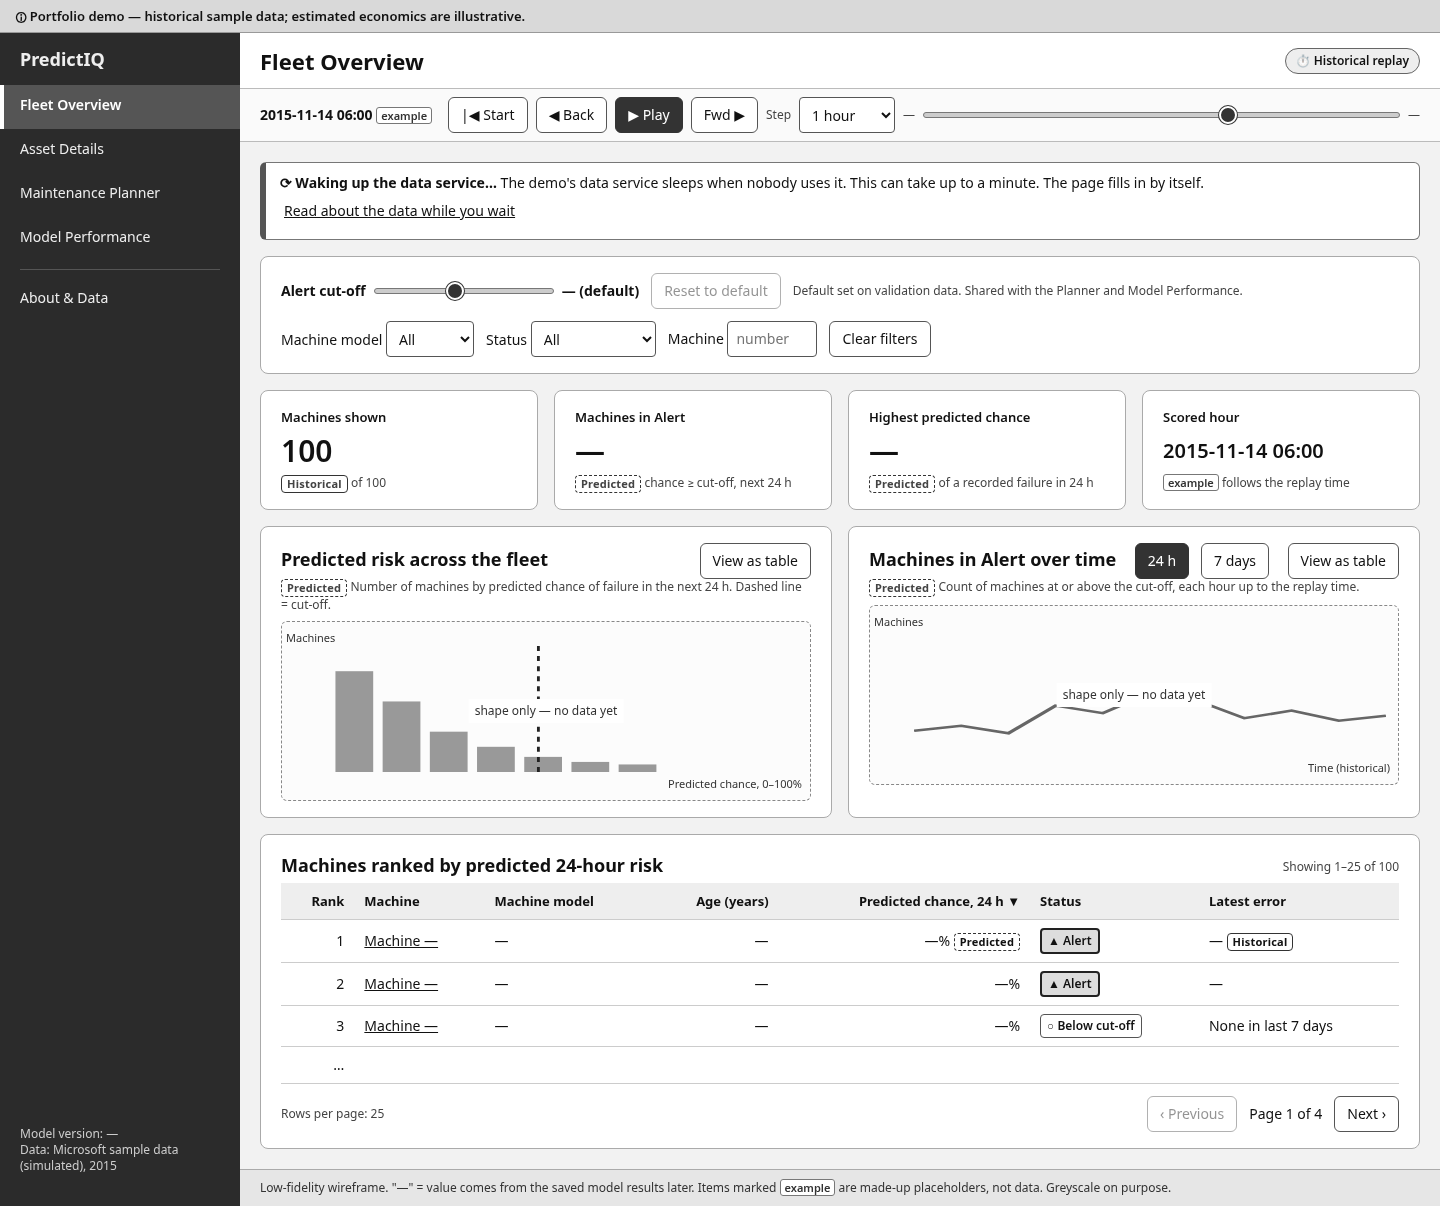 ⓘ Portfolio demo — historical sample data; estimated economics are illustrative.
PredictIQ
Fleet Overview
Asset Details
Maintenance Planner
Model Performance
About & Data
Model version: —
Data: Microsoft sample data
(simulated), 2015
Fleet Overview
⏱ Historical replay
2015-11-14 06:00 example |◀ Start ◀ Back ▶ Play Fwd ▶ Step 1 hour — —
⟳ Waking up the data service… The demo's data service sleeps when nobody uses it. This can take up to a minute. The page fills in by itself.
Read about the data while you wait
Alert cut-off — (default) Reset to default Default set on validation data. Shared with the Planner and Model Performance.
Machine model All Status All Machine number Clear filters
Machines shown
100
Historical of 100
Machines in Alert
—
Predicted chance ≥ cut-off, next 24 h
Highest predicted chance
—
Predicted of a recorded failure in 24 h
Scored hour
2015-11-14 06:00
example follows the replay time
Predicted risk across the fleet View as table
Predicted Number of machines by predicted chance of failure in the next 24 h. Dashed line
= cut-off.
Machines
shape only — no data yet
Predicted chance, 0–100%
Machines in Alert over time 24 h 7 days View as table
Predicted Count of machines at or above the cut-off, each hour up to the replay time.
Machines
shape only — no data yet
Time (historical)
Machines ranked by predicted 24-hour risk Showing 1–25 of 100
Rank Machine Machine model Age (years) Predicted chance, 24 h ▼ Status Latest error
1 Machine — — — —% Predicted ▲ Alert — Historical
2 Machine — — — —% ▲ Alert —
3 Machine — — — —% ○ Below cut-off None in last 7 days
…
Rows per page: 25 ‹ Previous Page 1 of 4 Next ›
Low-fidelity wireframe. "—" = value comes from the saved model results later. Items marked example are made-up placeholders, not data. Greyscale on purpose.